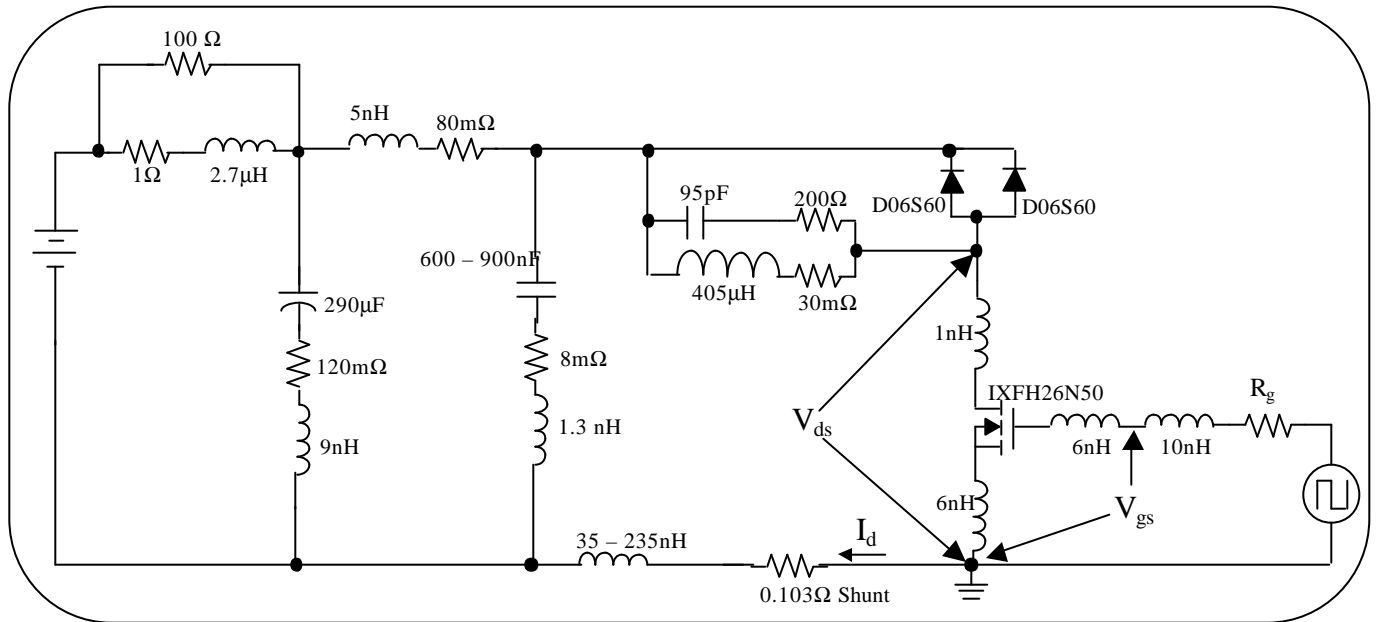 100 Ω
5nH
80mΩ
1Ω
2.7µH
95pF
200Ω
D06S60
D06S60
600 – 900nF
405µH
30mΩ
290µF
1nH
8mΩ
120mΩ
IXFH26N50
Rg
Vds
1.3 nH
9nH
6nH
10nH
6nH
Vgs
35 – 235nH
Id
0.103Ω Shunt